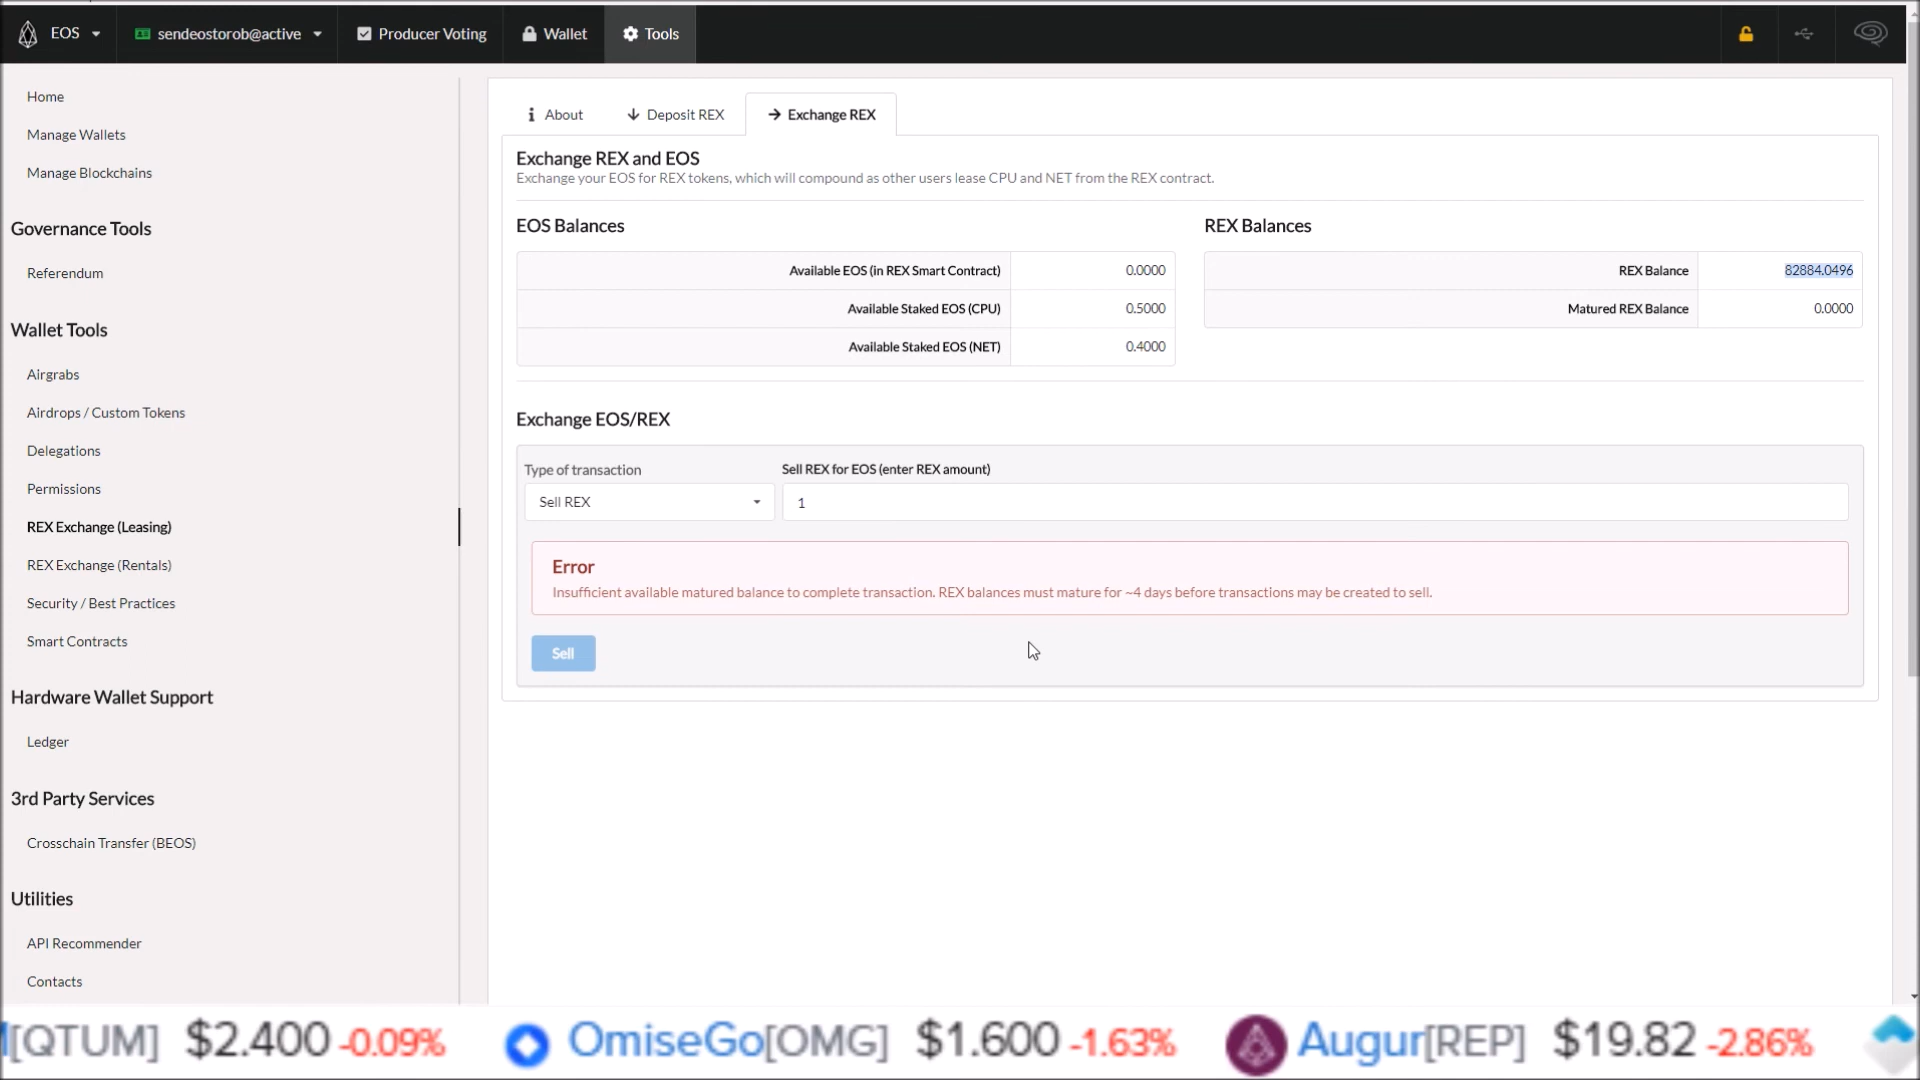 EOS
sendeostorob@active
Producer Voting
Wallet
Tools
Home
Manage Wallets
Manage Blockchains
Governance Tools
Referendum
Wallet Tools
Airgrabs
Airdrops / Custom Tokens
Delegations
Permissions
REX Exchange (Leasing)
REX Exchange (Rentals)
Security / Best Practices
Smart Contracts
Hardware Wallet Support
Ledger
3rd Party Services
Crosschain Transfer (BEOS)
Utilities
API Recommender
Contacts
About
Deposit REX
Exchange REX
Exchange REX and EOS
Exchange your EOS for REX tokens, which will compound as other users lease CPU and NET from the REX contract.
EOS Balances
Available EOS (in REX Smart Contract) 0.0000
Available Staked EOS (CPU) 0.5000
Available Staked EOS (NET) 0.4000
REX Balances
REX Balance 82884.0496
Matured REX Balance 0.0000
Exchange EOS/REX
Type of transaction
Sell REX
Sell REX for EOS (enter REX amount)
1
Error
Insufficient available matured balance to complete transaction. REX balances must mature for ~4 days before transactions may be created to sell.
Sell
[QTUM] $2.400 -0.09% OmiseGo[OMG] $1.600 -1.63% Augur[REP] $19.82 -2.86%